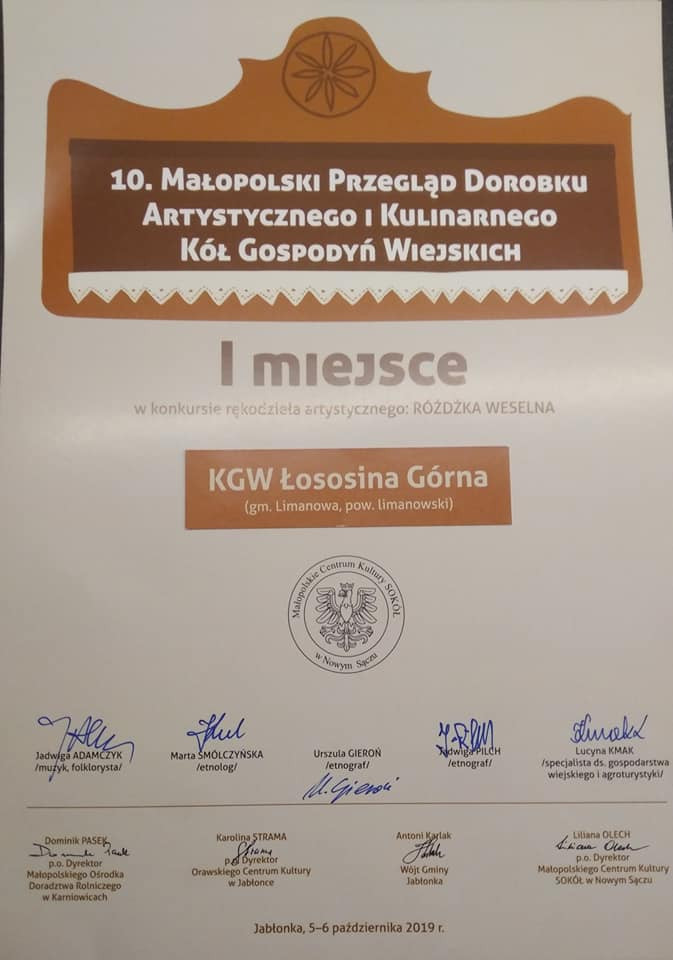 10. Małopolski Przegląd Dorobku
Artystycznego i Kulinarnego
Kół Gospodyń Wiejskich
I miejsce
w konkursie rękodzieła artystycznego: RÓŻDŻKA WESELNA
KGW Łososina Górna
(gm. Limanowa, pow. limanowski)
Małopolskie Centrum Kultury SOKÓŁ
w Nowym Sączu
Jadwiga ADAMCZYK
/muzyk, folklorysta/
Marta SMÓLCZYŃSKA
/etnolog/
Urszula GIEROŃ
/etnograf/
U. Gieroń
Jadwiga PILCH
/etnograf/
Lucyna KMAK
/specjalista ds. gospodarstwa
wiejskiego i agroturystyki/
Dominik PASEK
p.o. Dyrektor
Małopolskiego Ośrodka
Doradztwa Rolniczego
w Karniowicach
Karolina STRAMA
p.o. Dyrektor
Orawskiego Centrum Kultury
w Jabłonce
Antoni Karlak
Wójt Gminy
Jabłonka
Liliana OLECH
p.o. Dyrektor
Małopolskiego Centrum Kultury
SOKÓŁ w Nowym Sączu
Jabłonka, 5–6 października 2019 r.